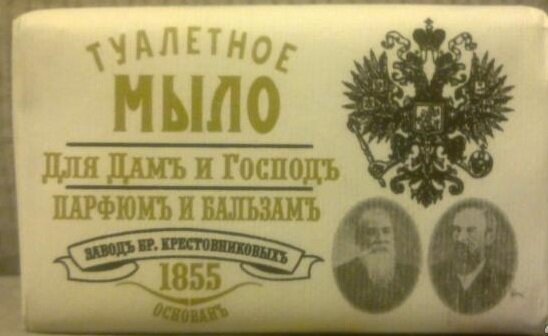 ТУАЛЕТНОЕ
МЫЛО
Для Дамъ и Господъ
ПАРФЮМЪ И БАЛЬЗАМЪ
ЗАВОДЪ БР. КРЕСТОВНИКОВЫХЪ
1855
ОСНОВАНЪ